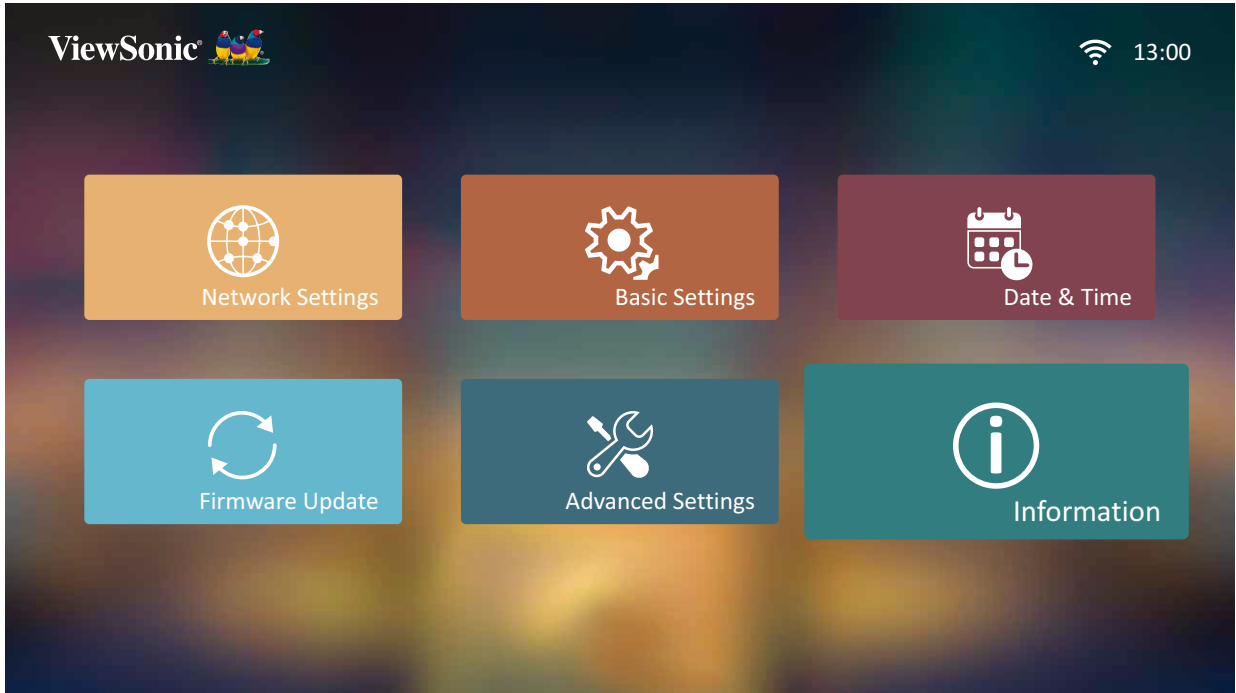 ViewSonic®
13:00
Network Settings
Basic Settings
Date & Time
Firmware Update
Advanced Settings
Information